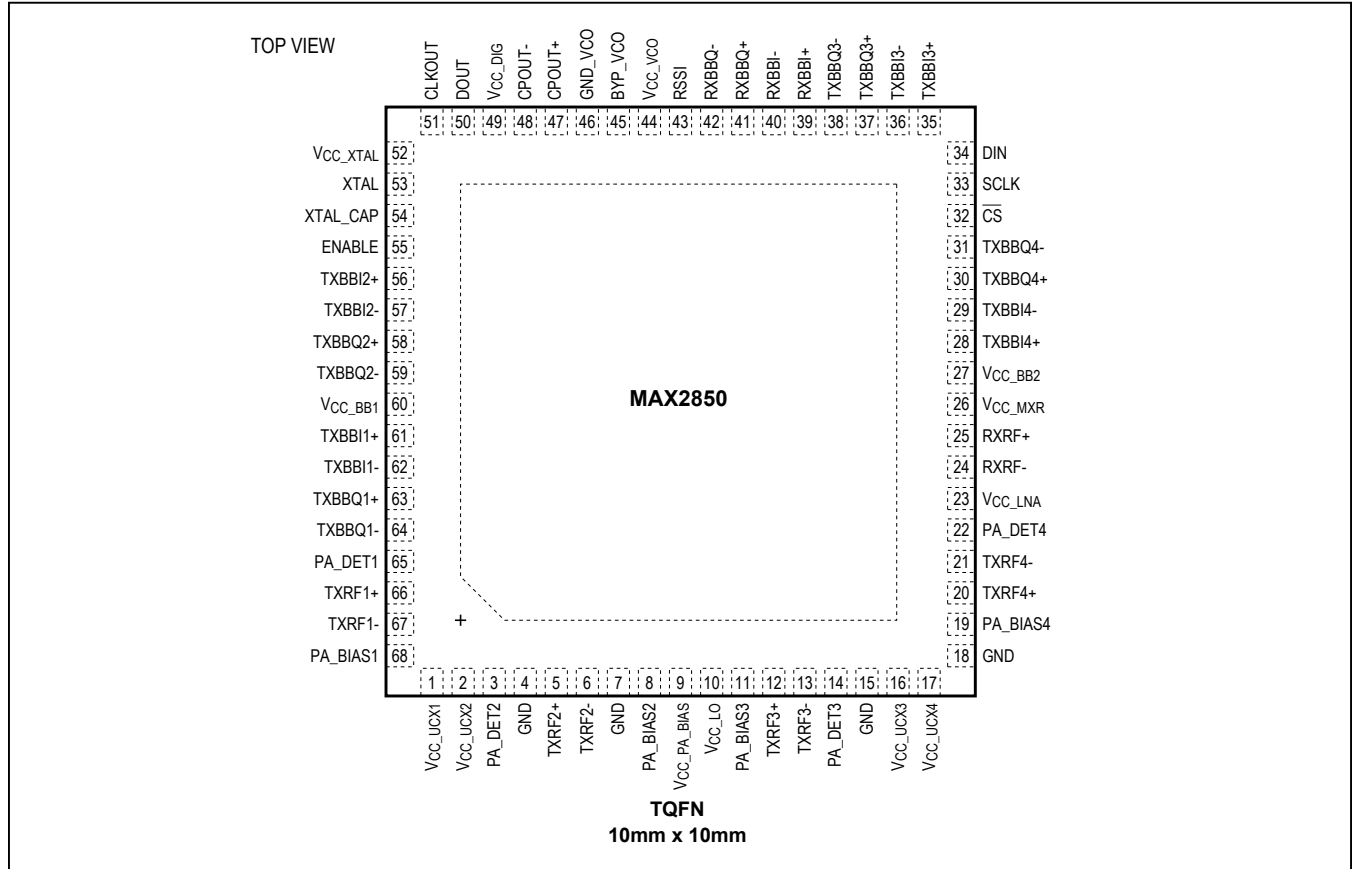 TOP VIEW
CLKOUT
DOUT
VCC_DIG
CPOUT-
CPOUT+
GND_VCO
BYP_VCO
VCC_VCO
RSSI
RXBBQ-
RXBBQ+
RXBBI-
RXBBI+
TXBBQ3-
TXBBQ3+
TXBBI3-
TXBBI3+
51 50 49 48 47 46 45 44 43 42 41 40 39 38 37 36 35
VCC_XTAL 52
XTAL 53
XTAL_CAP 54
ENABLE 55
TXBBI2+ 56
TXBBI2- 57
TXBBQ2+ 58
TXBBQ2- 59
VCC_BB1 60
TXBBI1+ 61
TXBBI1- 62
TXBBQ1+ 63
TXBBQ1- 64
PA_DET1 65
TXRF1+ 66
TXRF1- 67
PA_BIAS1 68
+
MAX2850
34 DIN
33 SCLK
32 C̅S̅
31 TXBBQ4-
30 TXBBQ4+
29 TXBBI4-
28 TXBBI4+
27 VCC_BB2
26 VCC_MXR
25 RXRF+
24 RXRF-
23 VCC_LNA
22 PA_DET4
21 TXRF4-
20 TXRF4+
19 PA_BIAS4
18 GND
1 2 3 4 5 6 7 8 9 10 11 12 13 14 15 16 17
VCC_UCX1
VCC_UCX2
PA_DET2
GND
TXRF2+
TXRF2-
GND
PA_BIAS2
VCC_PA_BIAS
VCC_LO
PA_BIAS3
TXRF3+
TXRF3-
PA_DET3
GND
VCC_UCX3
VCC_UCX4
TQFN
10mm x 10mm